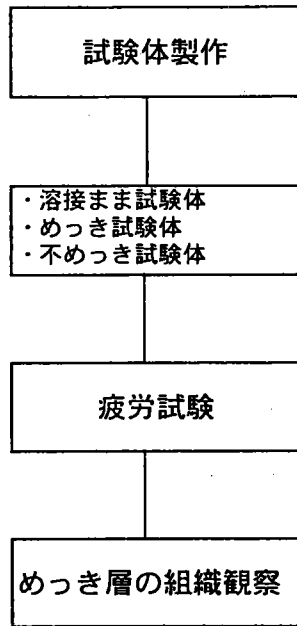 試験体製作
・溶接まま試験体
・めっき試験体
・不めっき試験体
疲労試験
めっき層の組織観察